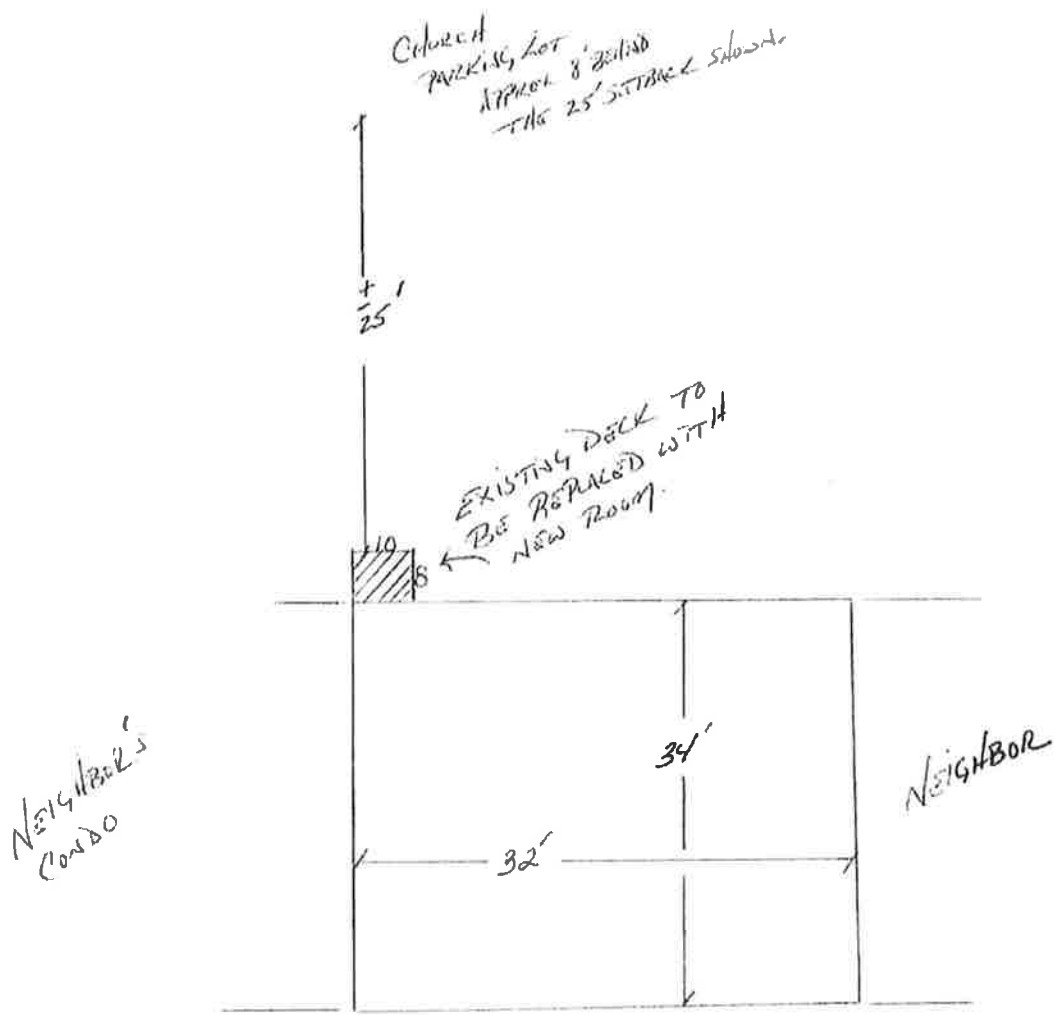 CHURCH
PARKING LOT
APPROX 8' BEHIND
THE 25' SETBACK SHOWN.
+
-
25'
EXISTING DECK TO
BE REPLACED WITH
NEW ROOM.
10
8
34'
32'
NEIGHBOR'S
CONDO
NEIGHBOR